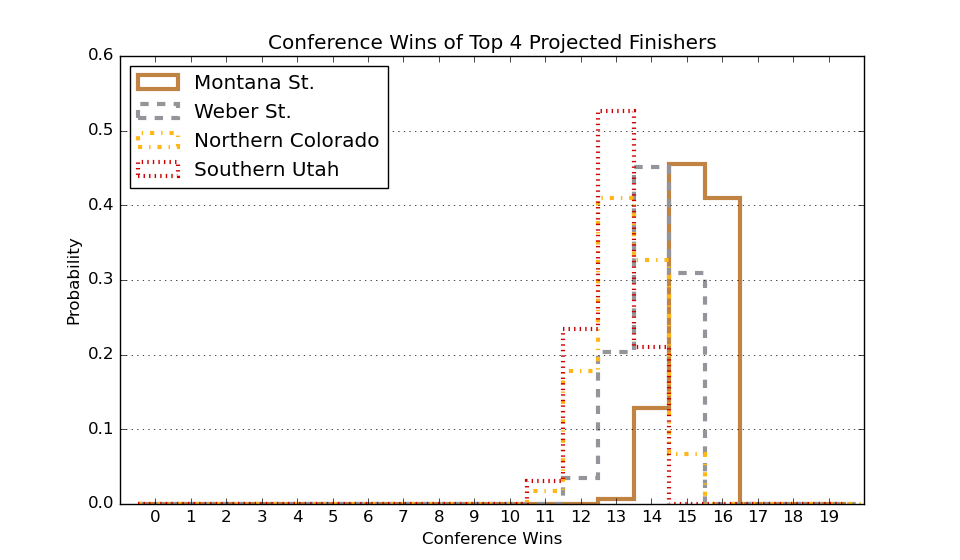 Conference Wins of Top 4 Projected Finishers
0.6
Montana St.
Weber St.
Northern Colorado
Southern Utah
0.5
0.4
0.3
0.2
0.1
0.0
Probability
0 1 2 3 4 5 6 7 8 9 10 11 12 13 14 15 16 17 18 19
Conference Wins